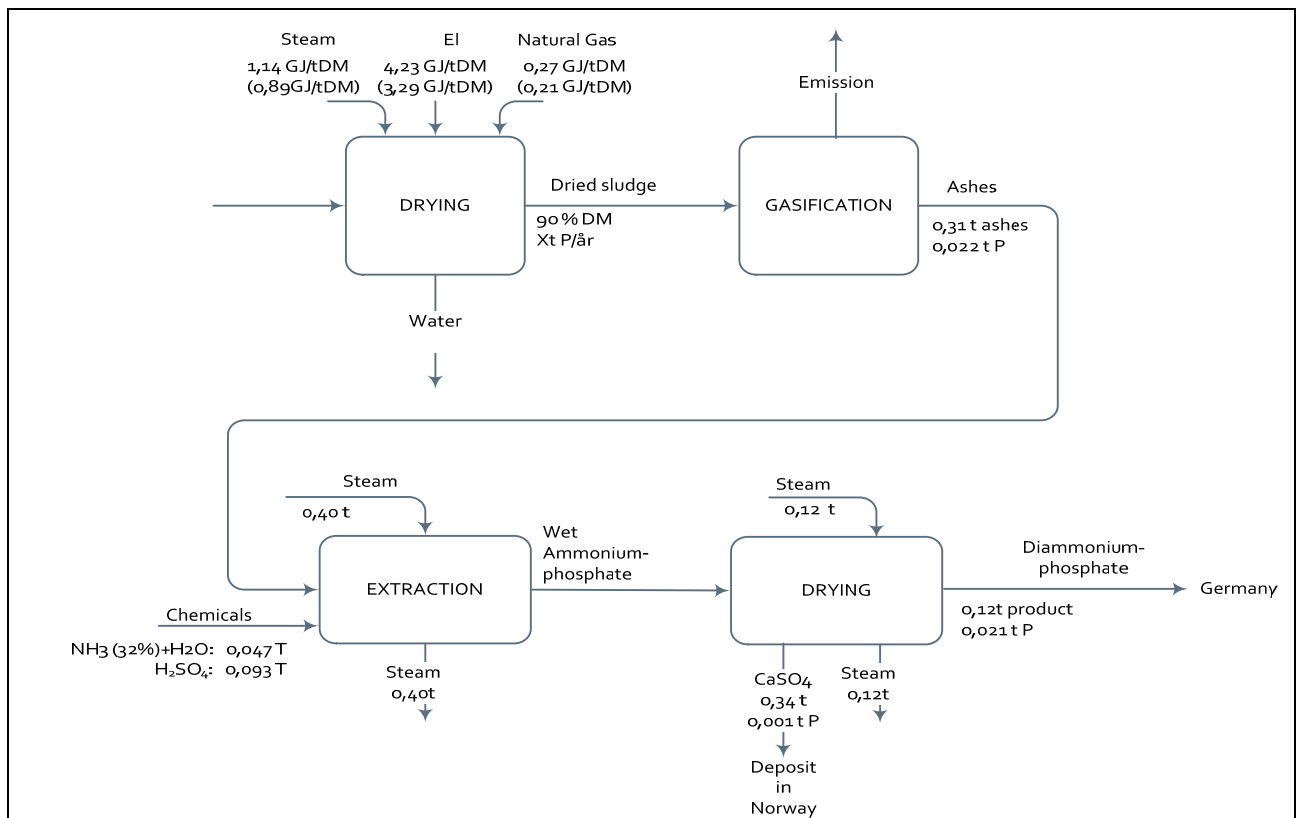 Steam
1,14 GJ/tDM
(0,89GJ/tDM)
El
4,23 GJ/tDM
(3,29 GJ/tDM)
Natural Gas
0,27 GJ/tDM
(0,21 GJ/tDM)
Emission
DRYING
Dried sludge
90 % DM
Xt P/år
GASIFICATION
Ashes
0,31 t ashes
0,022 t P
Water
Steam
0,40 t
EXTRACTION
Chemicals
NH3 (32%)+H2O: 0,047 T
H₂SO₄: 0,093 T
Steam
0,40t
Wet
Ammonium-
phosphate
Steam
0,12 t
DRYING
Diammonium-
phosphate
0,12t product
0,021 t P
Germany
CaSO4
0,34 t
0,001 t P
Deposit
in
Norway
Steam
0,12t